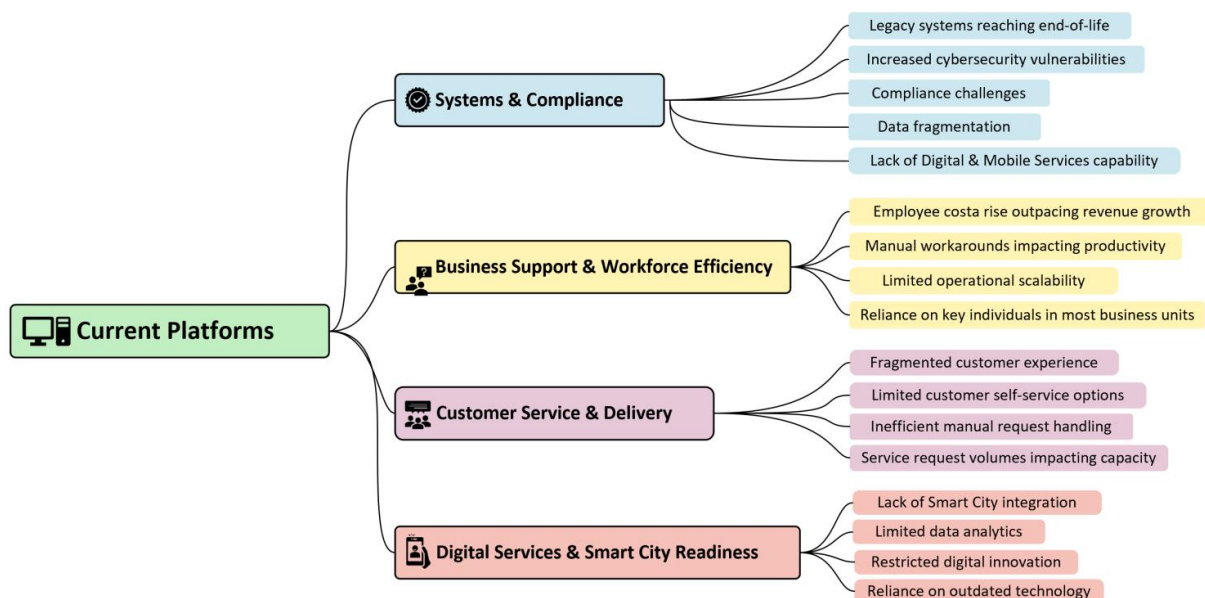 Current Platforms
Systems & Compliance
Legacy systems reaching end-of-life
Increased cybersecurity vulnerabilities
Compliance challenges
Data fragmentation
Lack of Digital & Mobile Services capability
Business Support & Workforce Efficiency
Employee costa rise outpacing revenue growth
Manual workarounds impacting productivity
Limited operational scalability
Reliance on key individuals in most business units
Customer Service & Delivery
Fragmented customer experience
Limited customer self-service options
Inefficient manual request handling
Service request volumes impacting capacity
Digital Services & Smart City Readiness
Lack of Smart City integration
Limited data analytics
Restricted digital innovation
Reliance on outdated technology